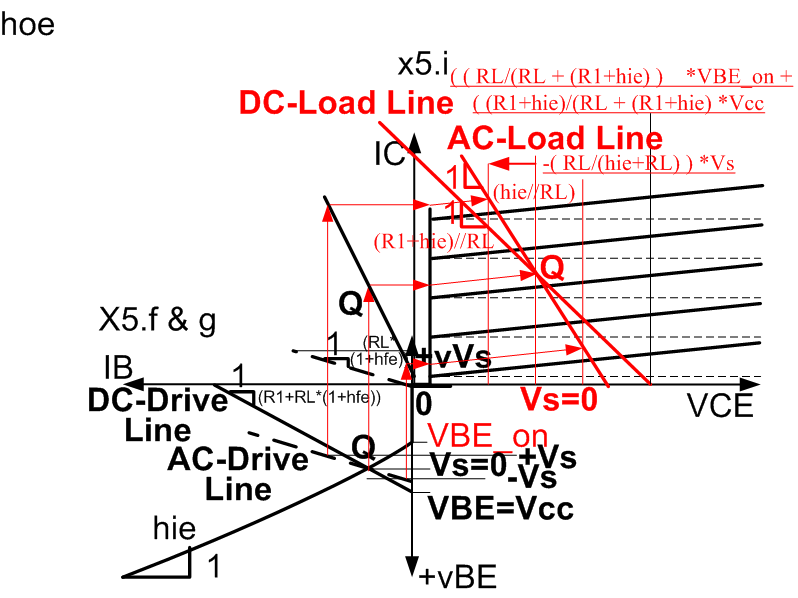 hoe
x5.i
( ( RL/(RL + (R1+hie) ) *VBE_on +
DC-Load Line
( (R1+hie)/(RL + (R1+hie) *Vcc
AC-Load Line
IC
-( RL/(hie+RL) ) *Vs
1
(hie//RL)
1
(R1+hie)//RL
Q
Q
X5.f & g
1
(RL*
(1+hfe)
+vVs
IB
1
DC-Drive
Line
(R1+RL*(1+hfe))
0
Vs=0
VCE
VBE_on
AC-Drive
Line
Q
Vs=0
+Vs
-Vs
VBE=Vcc
hie
1
+vBE